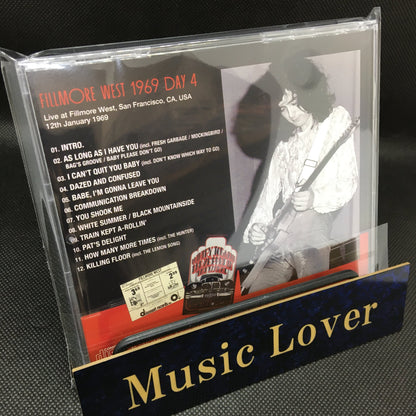 FILLMORE WEST 1969 DAY 4
Live at Fillmore West, San Francisco, CA, USA
12th January 1969
01. INTRO.
02. AS LONG AS I HAVE YOU (incl. FRESH GARBAGE / MOCKINGBIRD /
BAG'S GROOVE / BABY PLEASE DON'T GO)
03. I CAN'T QUIT YOU BABY (incl. DON'T KNOW WHICH WAY TO GO)
04. DAZED AND CONFUSED
05. BABE, I'M GONNA LEAVE YOU
06. COMMUNICATION BREAKDOWN
07. YOU SHOOK ME
08. WHITE SUMMER / BLACK MOUNTAINSIDE
09. TRAIN KEPT A-ROLLIN'
10. PAT'S DELIGHT
11. HOW MANY MORE TIMES (incl. THE HUNTER)
12. KILLING FLOOR (incl. THE LEMON SONG)
Music Lover